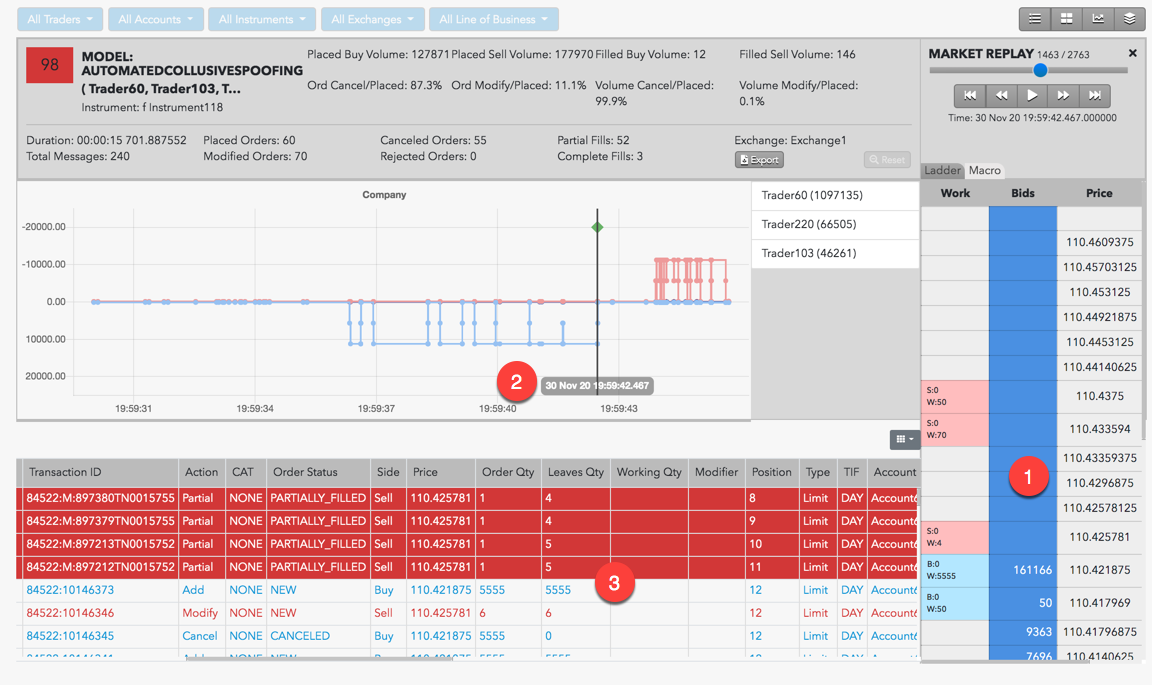 All Traders
All Accounts
All Instruments
All Exchanges
All Line of Business
98
MODEL:
AUTOMATEDCOLLUSIVESPOOFING
( Trader60, Trader103, T...
Instrument: f Instrument118
Placed Buy Volume: 127871
Placed Sell Volume: 177970
Filled Buy Volume: 12
Filled Sell Volume: 146
Ord Cancel/Placed: 87.3%
Ord Modify/Placed: 11.1%
Volume Cancel/Placed:
99.9%
Volume Modify/Placed:
0.1%
Duration: 00:00:15 701.887552
Total Messages: 240
Placed Orders: 60
Modified Orders: 70
Canceled Orders: 55
Rejected Orders: 0
Partial Fills: 52
Complete Fills: 3
Exchange: Exchange1
Export
Reset
MARKET REPLAY 1463 / 2763
Time: 30 Nov 20 19:59:42.467.000000
Ladder
Macro
Company
-20000.00
-10000.00
0.00
10000.00
20000.00
19:59:31
19:59:34
19:59:37
19:59:40
19:59:43
2
30 Nov 20 19:59:42.467
Trader60 (1097135)
Trader220 (66505)
Trader103 (46261)
Work Bids Price
110.4609375
110.45703125
110.453125
110.44921875
110.4453125
110.44140625
S:0
W:50
110.4375
S:0
W:70
110.433594
110.43359375
1
110.4296875
110.42578125
S:0
W:4
110.425781
B:0
W:5555
161166 110.421875
B:0
W:50
50 110.417969
9363 110.41796875
7696 110.4140625
Transaction ID Action CAT Order Status Side Price Order Qty Leaves Qty Working Qty Modifier Position Type TIF Account
84522:M:897380TN0015755 Partial NONE PARTIALLY_FILLED Sell 110.425781 1 4 8 Limit DAY Account6
84522:M:897379TN0015755 Partial NONE PARTIALLY_FILLED Sell 110.425781 1 4 9 Limit DAY Account6
84522:M:897213TN0015752 Partial NONE PARTIALLY_FILLED Sell 110.425781 1 5 10 Limit DAY Account6
84522:M:897212TN0015752 Partial NONE PARTIALLY_FILLED Sell 110.425781 1 5 11 Limit DAY Account6
3
84522:10146373 Add NONE NEW Buy 110.421875 5555 5555 12 Limit DAY Account6
84522:10146346 Modify NONE NEW Sell 110.425781 6 6 12 Limit DAY Account6
84522:10146345 Cancel NONE CANCELED Buy 110.421875 5555 0 12 Limit DAY Account6